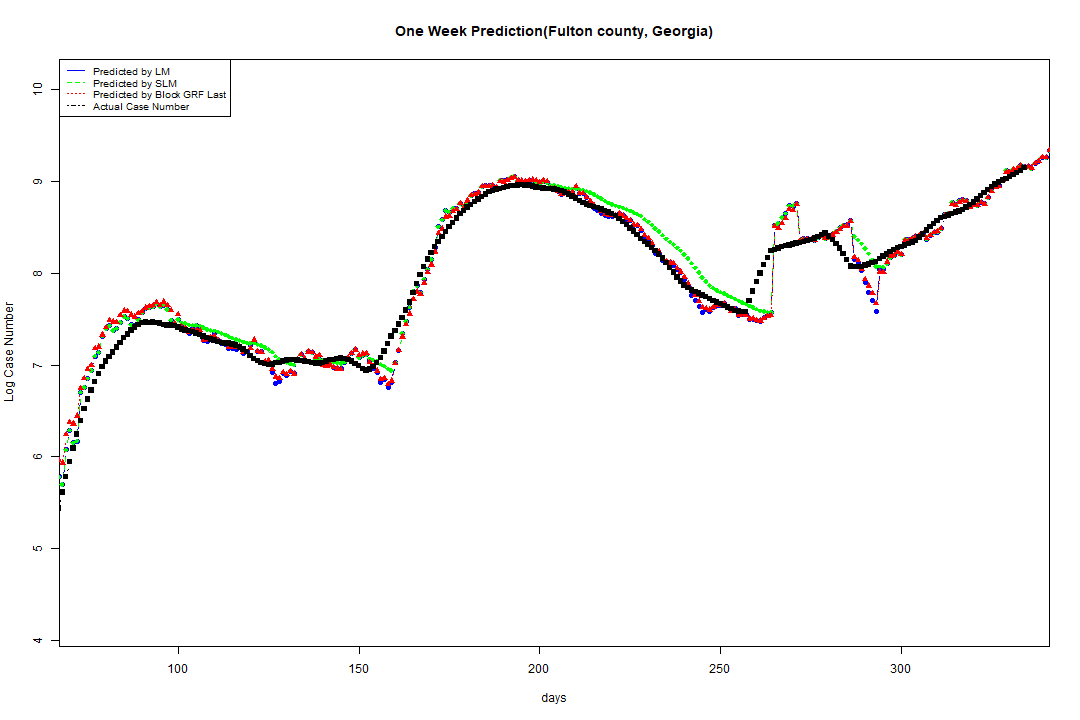 One Week Prediction(Fulton county, Georgia)
Predicted by LM
Predicted by SLM
Predicted by Block GRF Last
Actual Case Number
10
9
8
7
6
5
4
Log Case Number
100 150 200 250 300
days